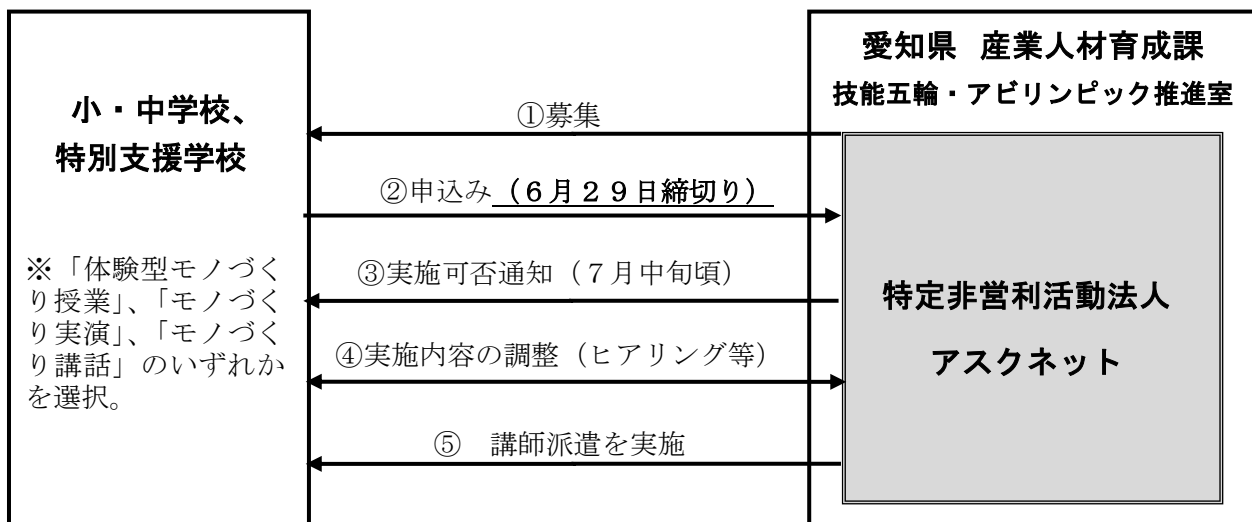 小・中学校、
特別支援学校
※「体験型モノづく
り授業」、「モノづく
り実演」、「モノづく
り講話」のいずれか
を選択。
①募集
②申込み（６月２９日締切り）
③実施可否通知（７月中旬頃）
④実施内容の調整（ヒアリング等）
⑤　講師派遣を実施
愛知県　産業人材育成課
技能五輪・アビリンピック推進室
特定非営利活動法人
アスクネット